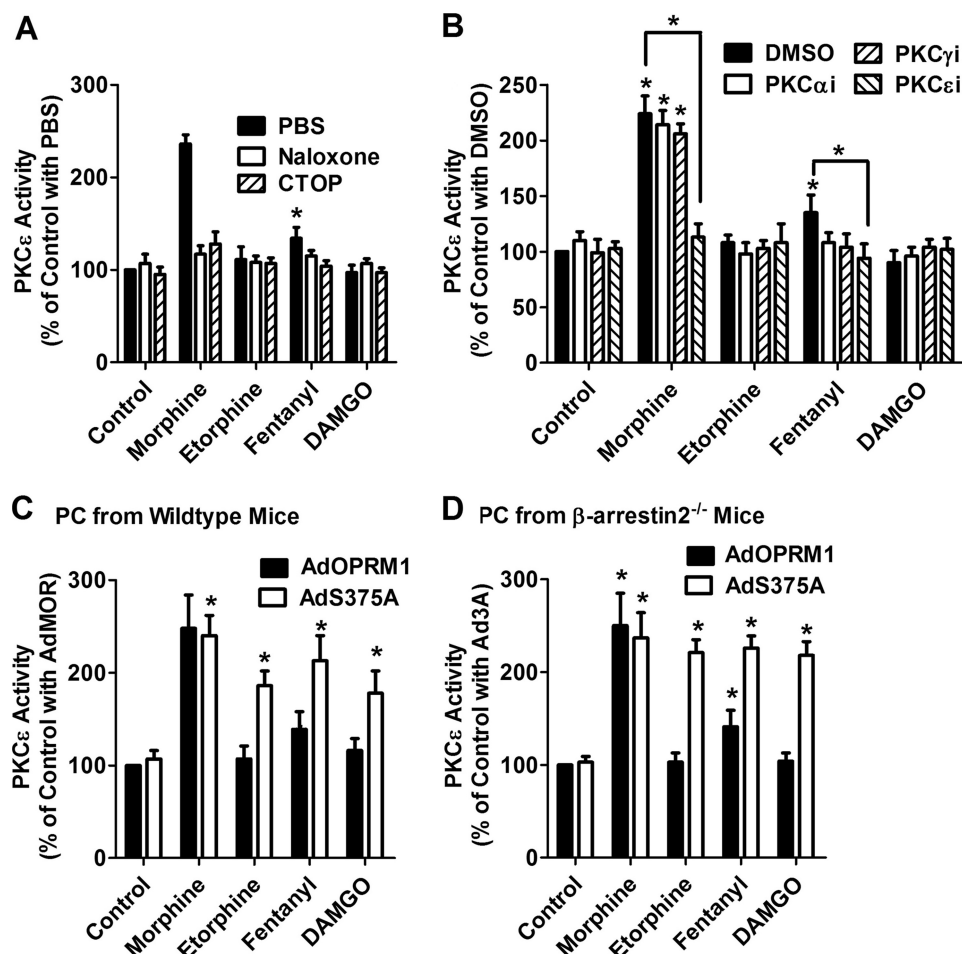 A
PKCε Activity
(% of Control with PBS)
300
200
100
0
PBS
Naloxone
CTOP
*
Control
Morphine
Etorphine
Fentanyl
DAMGO
B
PKCε Activity
(% of Control with DMSO)
250
200
150
100
50
0
DMSO
PKCαi
PKCγi
PKCεi
*
* * *
*
*
Control
Morphine
Etorphine
Fentanyl
DAMGO
C PC from Wildtype Mice
PKCε Activity
(% of Control with AdMOR)
300
200
100
0
AdOPRM1
AdS375A
* * * *
Control
Morphine
Etorphine
Fentanyl
DAMGO
D PC from β-arrestin2-/- Mice
PKCε Activity
(% of Control with Ad3A)
300
200
100
0
AdOPRM1
AdS375A
* * * * * *
Control
Morphine
Etorphine
Fentanyl
DAMGO